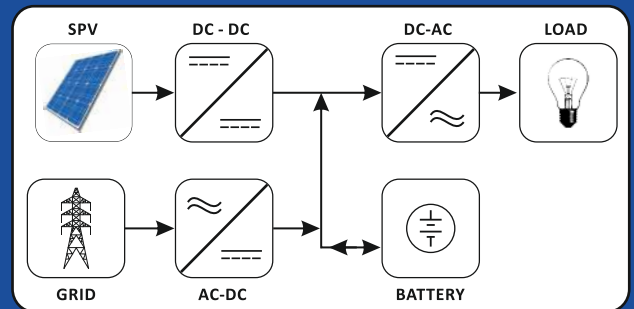 SPV
DC - DC
DC-AC
LOAD
GRID
AC-DC
BATTERY